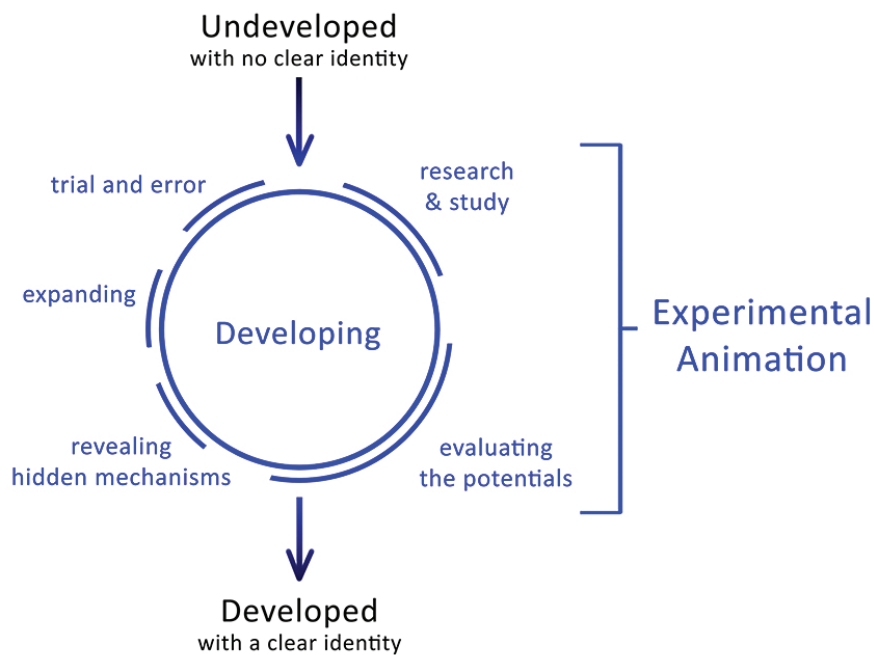 Undeveloped
with no clear identity
trial and error
research
& study
expanding
Developing
Experimental
Animation
revealing
hidden mechanisms
evaluating
the potentials
Developed
with a clear identity